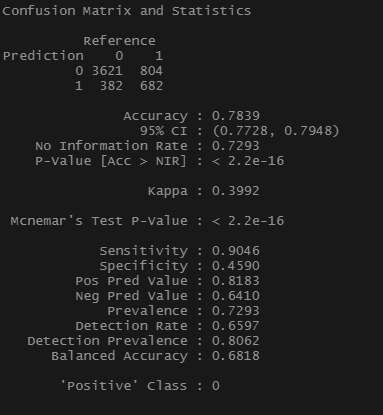 Confusion Matrix and Statistics
Reference
Prediction 0 1
0 3621 804
1 382 682
Accuracy : 0.7839
95% CI : (0.7728, 0.7948)
No Information Rate : 0.7293
P-Value [Acc > NIR] : < 2.2e-16
Kappa : 0.3992
Mcnemar's Test P-Value : < 2.2e-16
Sensitivity : 0.9046
Specificity : 0.4590
Pos Pred Value : 0.8183
Neg Pred Value : 0.6410
Prevalence : 0.7293
Detection Rate : 0.6597
Detection Prevalence : 0.8062
Balanced Accuracy : 0.6818
'Positive' Class : 0